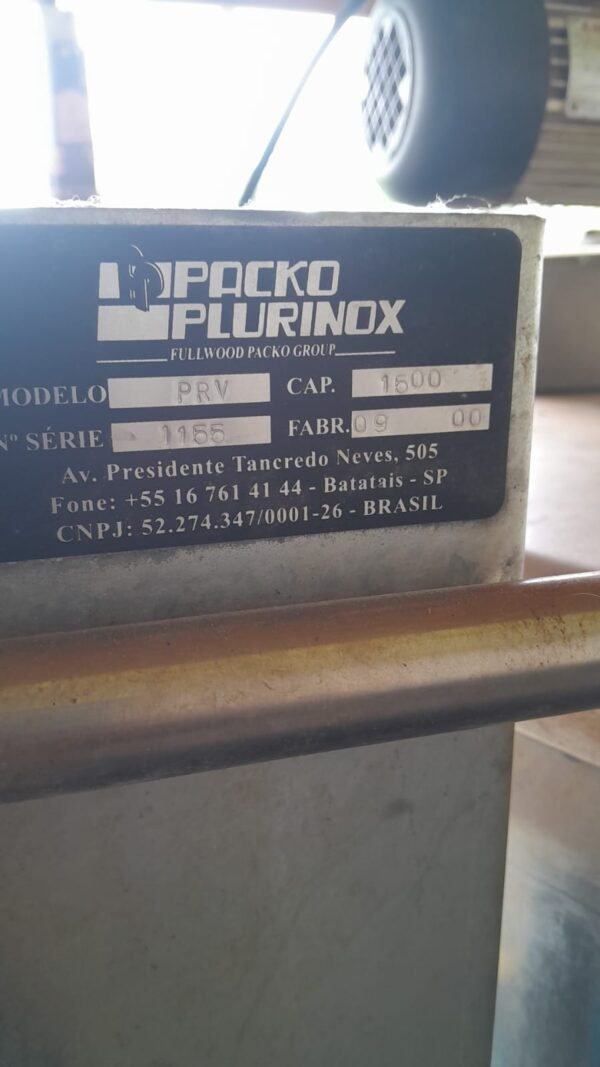 PACKO
PLURINOX
FULLWOOD PACKO GROUP
MODELO PRV CAP. 1500
Nº SÉRIE 1155 FABR. 09 00
Av. Presidente Tancredo Neves, 505
Fone: +55 16 761 41 44 - Batatais - SP
CNPJ: 52.274.347/0001-26 - BRASIL